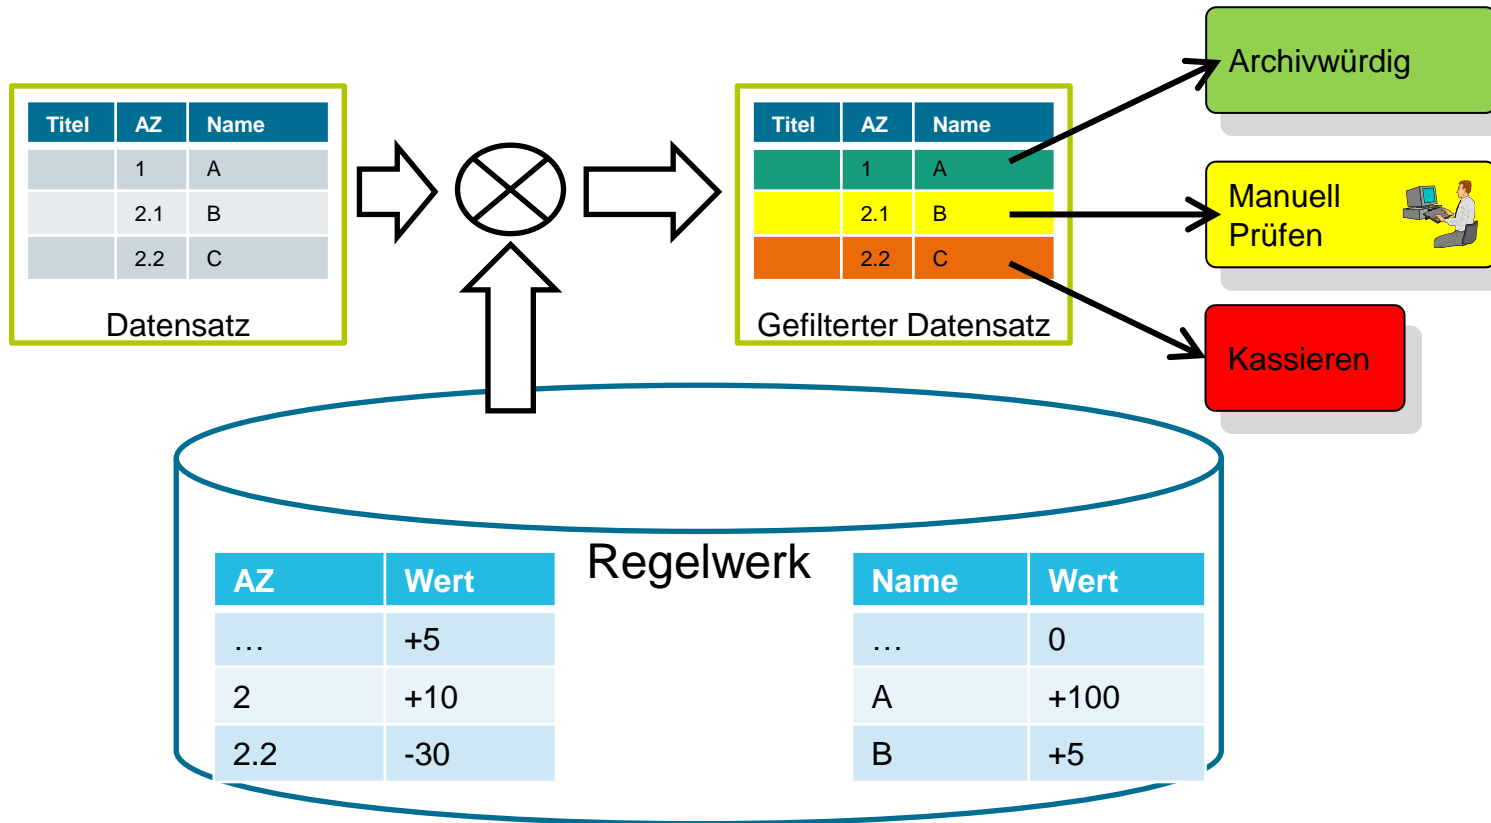 Titel AZ Name
1 A
2.1 B
2.2 C
Datensatz
Titel AZ Name
1 A
2.1 B
2.2 C
Gefilterter Datensatz
Archivwürdig
Manuell
Prüfen
Kassieren
Regelwerk
AZ Wert
… +5
2 +10
2.2 -30
Name Wert
… 0
A +100
B +5